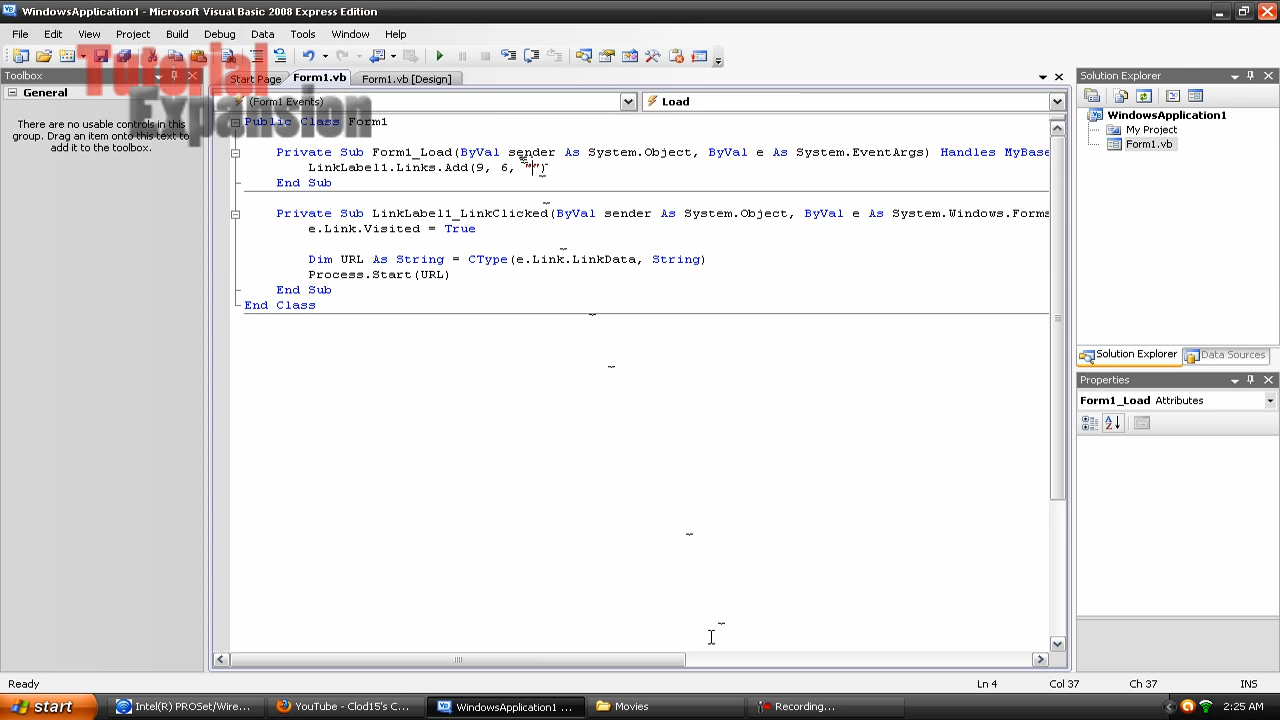 WindowsApplication1 - Microsoft Visual Basic 2008 Express Edition
File Edit View Project Build Debug Data Tools Window Help
Tutorial
Expansion
Toolbox
General
There are no usable controls in this
group. Drag an item onto this text to
add it to the toolbox.
Start Page Form1.vb Form1.vb [Design]
(Form1 Events) Load
Public Class Form1
Private Sub Form1_Load(ByVal sender As System.Object, ByVal e As System.EventArgs) Handles MyBase
LinkLabel1.Links.Add(9, 6, "")
End Sub
Private Sub LinkLabel1_LinkClicked(ByVal sender As System.Object, ByVal e As System.Windows.Forms
e.Link.Visited = True
Dim URL As String = CType(e.Link.LinkData, String)
Process.Start(URL)
End Sub
End Class
Solution Explorer
WindowsApplication1
My Project
Form1.vb
Solution Explorer Data Sources
Properties
Form1_Load Attributes
Ready Ln 4 Col 37 Ch 37 INS
start Intel(R) PROSet/Wire... YouTube - Clod15's C... WindowsApplication1 ... Movies Recording... 2:25 AM